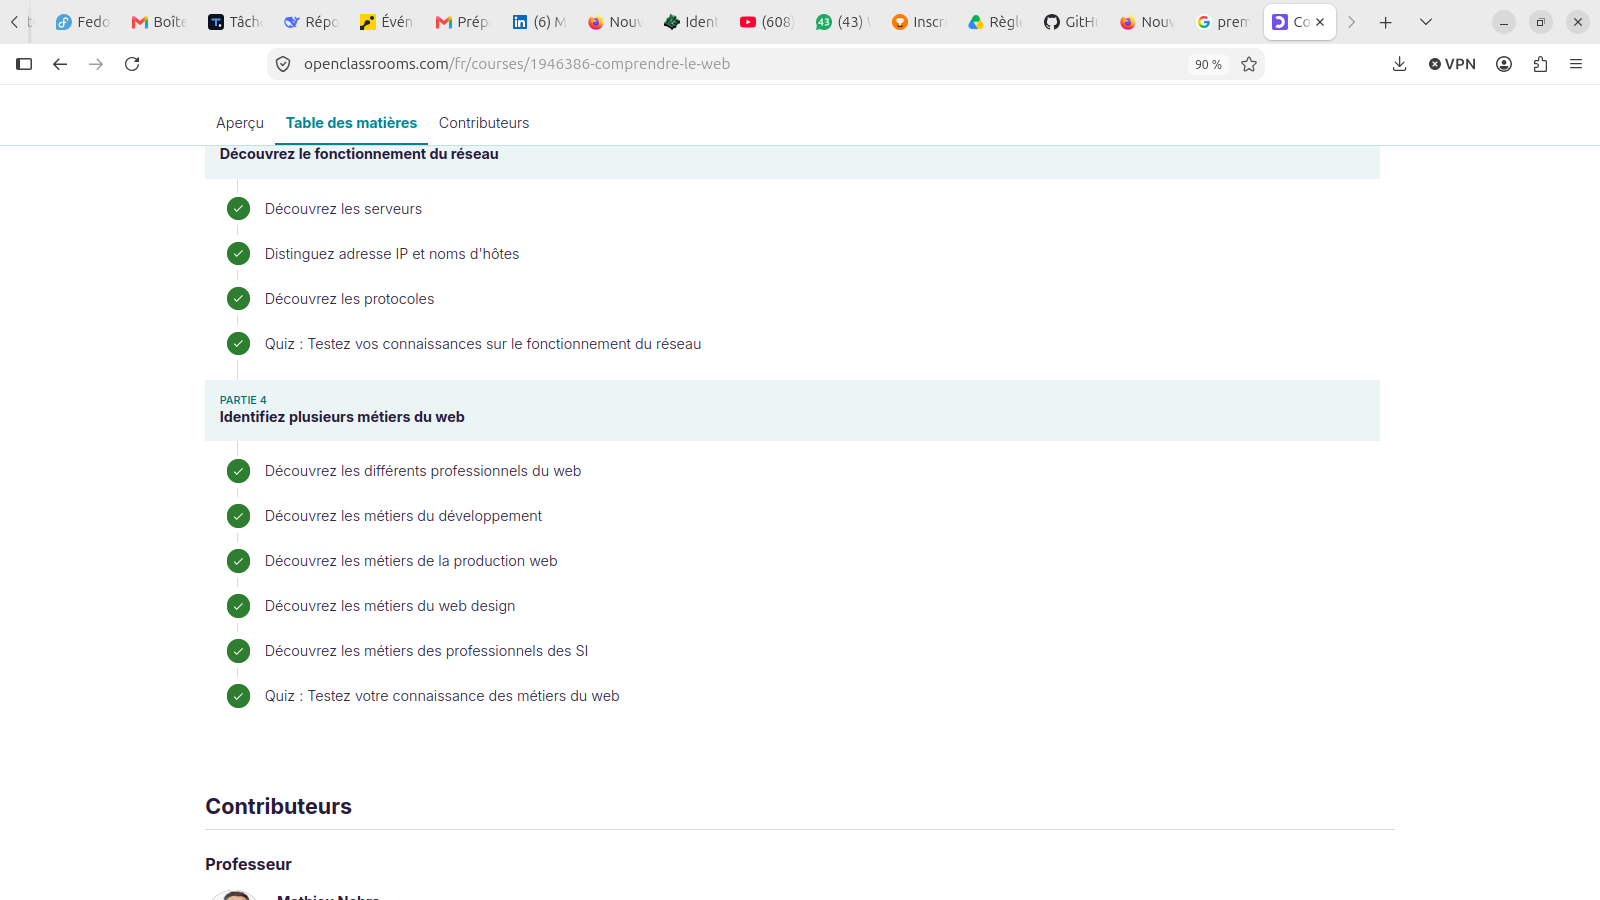 Fedo
Boîte
Tâch
Répo
Évén
Prép
(6) M
Nouv
Ident
(608)
(43)
Inscri
Règle
GitHu
Nouv
prem
Co
openclassrooms.com/fr/courses/1946386-comprendre-le-web
90 %
VPN
Aperçu
Table des matières
Contributeurs
Découvrez le fonctionnement du réseau
Découvrez les serveurs
Distinguez adresse IP et noms d'hôtes
Découvrez les protocoles
Quiz : Testez vos connaissances sur le fonctionnement du réseau
PARTIE 4
Identifiez plusieurs métiers du web
Découvrez les différents professionnels du web
Découvrez les métiers du développement
Découvrez les métiers de la production web
Découvrez les métiers du web design
Découvrez les métiers des professionnels des SI
Quiz : Testez votre connaissance des métiers du web
Contributeurs
Professeur
Mathieu Nebra